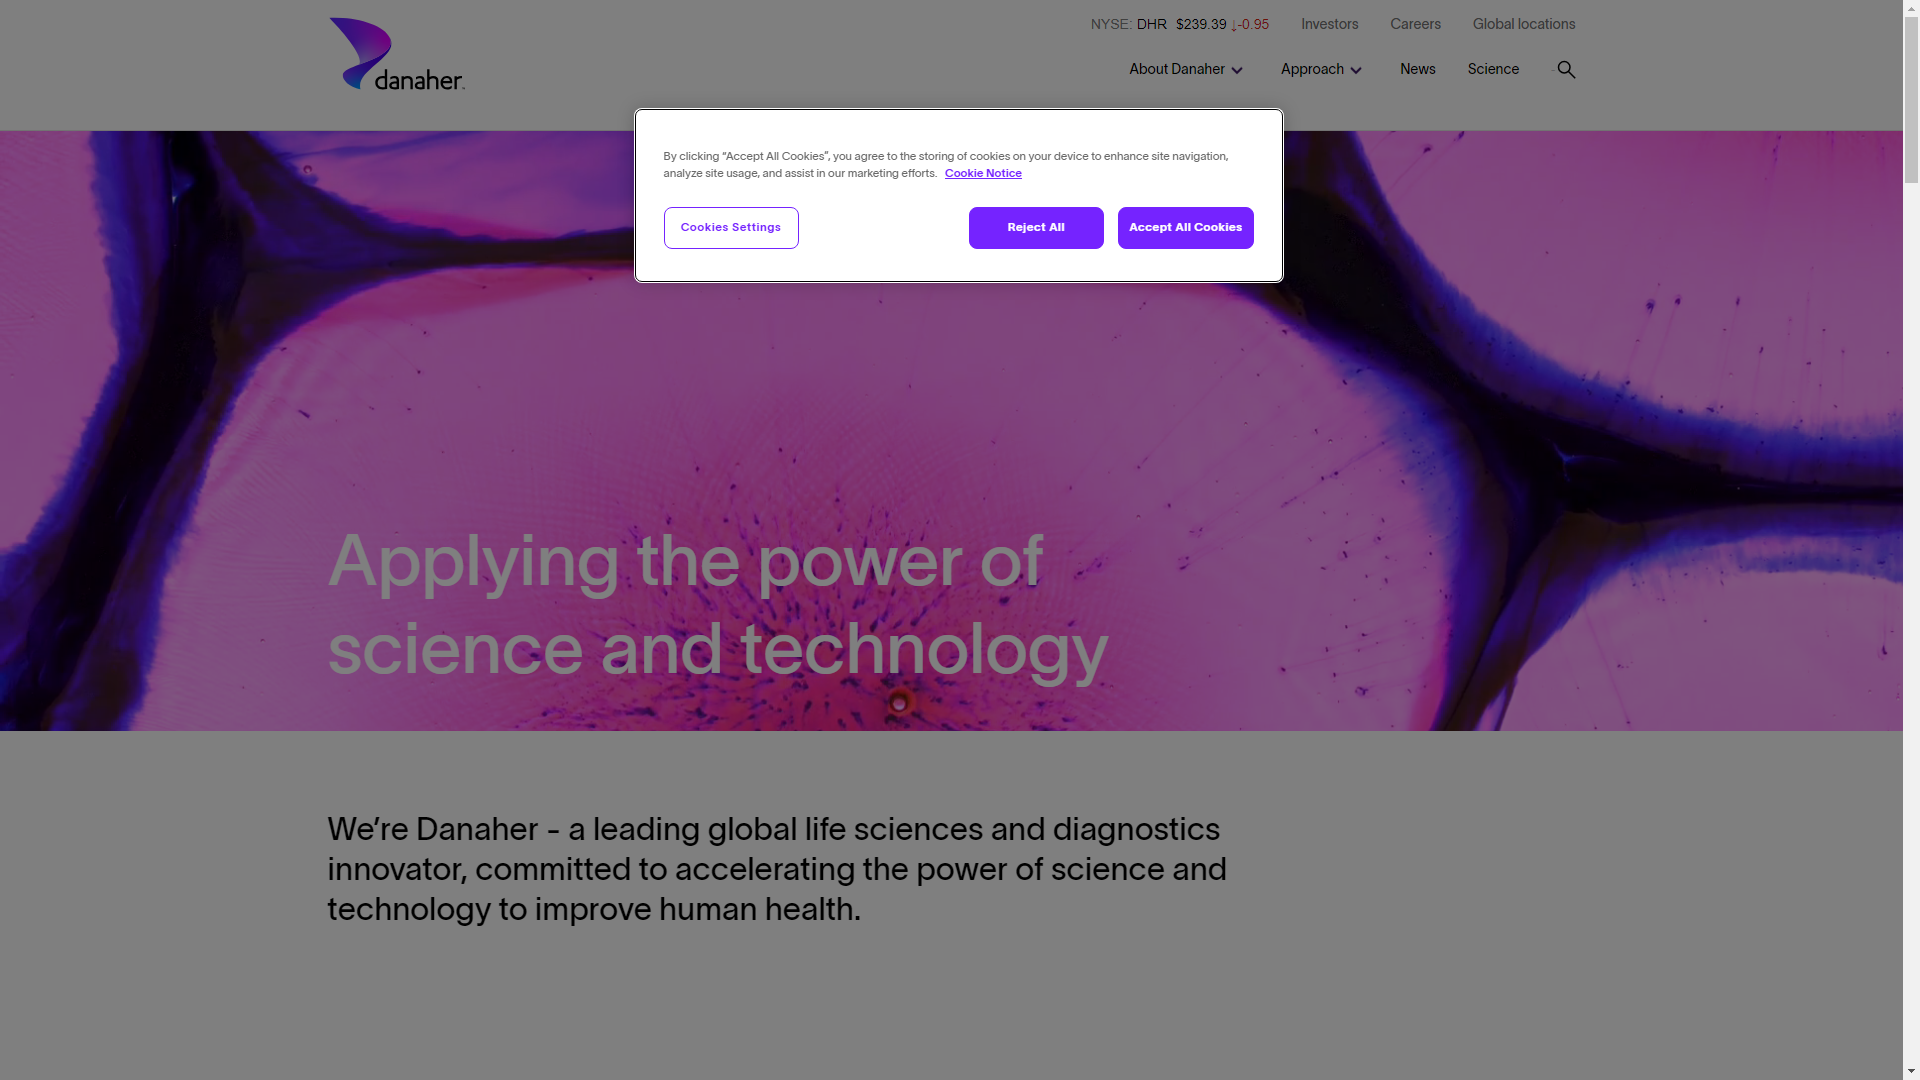 NYSE: DHR $239.39 ↓-0.95 Investors Careers Global locations
danaher.
About Danaher Approach News Science
By clicking “Accept All Cookies”, you agree to the storing of cookies on your device to enhance site navigation,
analyze site usage, and assist in our marketing efforts. Cookie Notice
Cookies Settings Reject All Accept All Cookies
Applying the power of
science and technology
We’re Danaher - a leading global life sciences and diagnostics
innovator, committed to accelerating the power of science and
technology to improve human health.